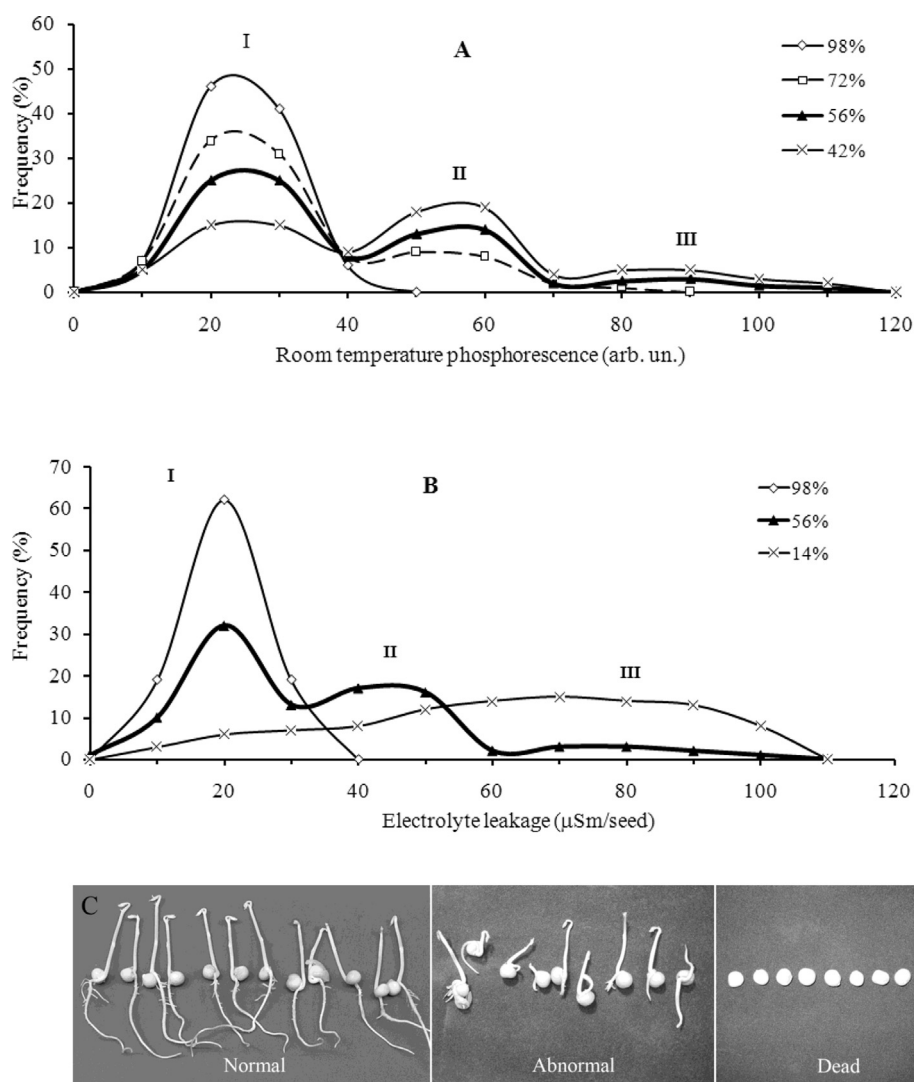 60
50
40
30
20
10
0
Frequency (%)
I
A
II
III
98%
72%
56%
42%
0 20 40 60 80 100 120
Room temperature phosphorescence (arb. un.)
70
60
50
40
30
20
10
0
Frequency (%)
I
B
II
III
98%
56%
14%
0 20 40 60 80 100 120
Electrolyte leakage (µSm/seed)
C
Normal
Abnormal
Dead